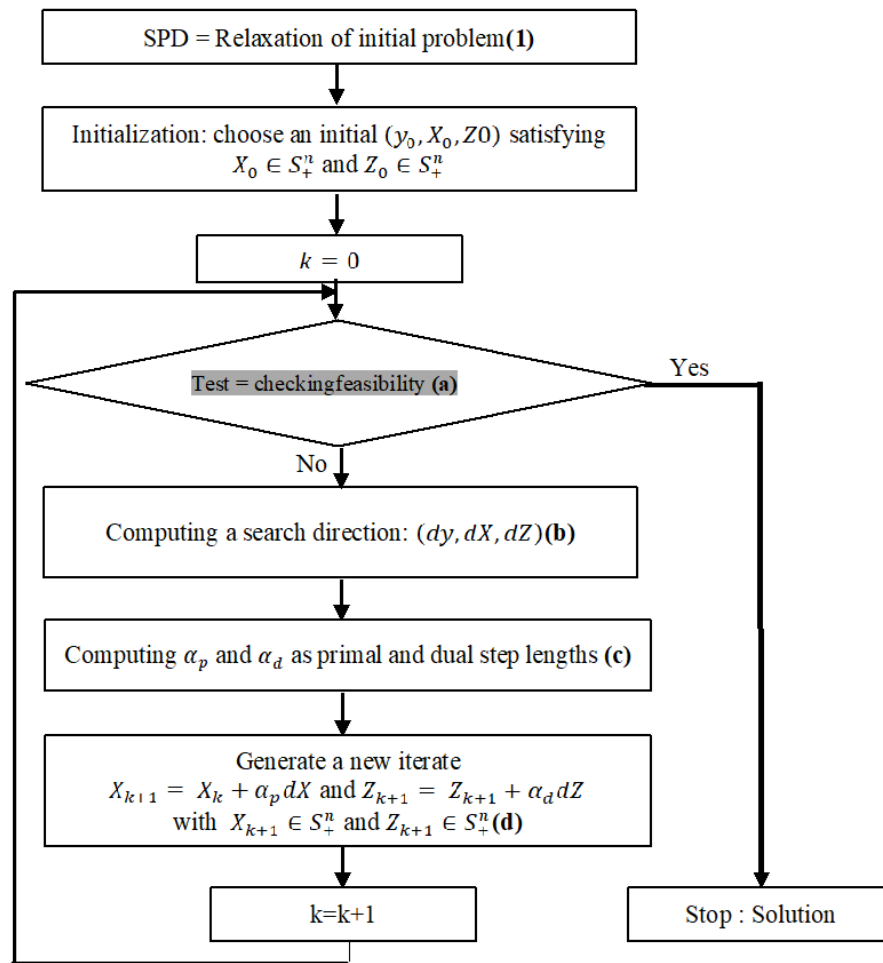 SPD = Relaxation of initial problem(1)
Initialization: choose an initial (y₀, X₀, Z0) satisfying
X₀ ∈ S₊ⁿ and Z₀ ∈ S₊ⁿ
k = 0
Test = checkingfeasibility (a)
Yes
No
Computing a search direction: (dy, dX, dZ)(b)
Computing αₚ and α_d as primal and dual step lengths (c)
Generate a new iterate
Xₖ₊₁ = Xₖ + αₚdX and Zₖ₊₁ = Zₖ₊₁ + α_d dZ
with Xₖ₊₁ ∈ S₊ⁿ and Zₖ₊₁ ∈ S₊ⁿ(d)
k=k+1
Stop : Solution